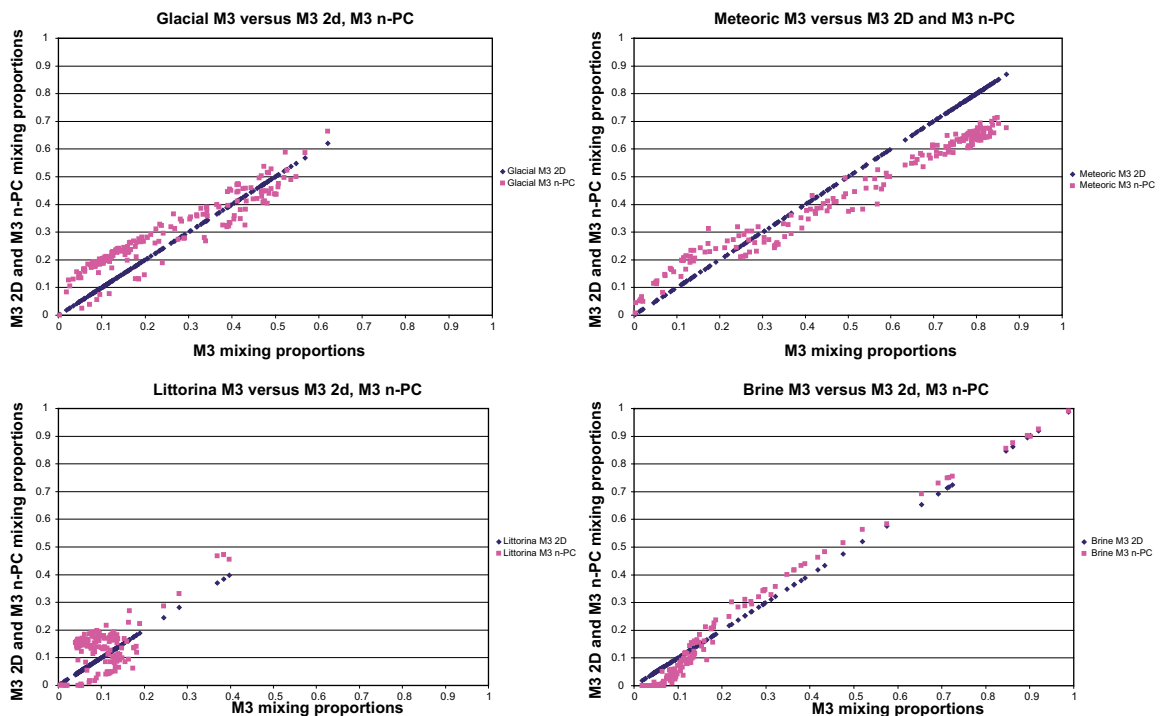 Glacial M3 versus M3 2d, M3 n-PC
M3 2D and M3 n-PC mixing proportions
1
0.9
0.8
0.7
0.6
0.5
0.4
0.3
0.2
0.1
0
0 0.1 0.2 0.3 0.4 0.5 0.6 0.7 0.8 0.9 1
M3 mixing proportions
Glacial M3 2D
Glacial M3 n-PC
Meteoric M3 versus M3 2D and M3 n-PC
M3 2D and M3 n-PC mixing proportions
1
0.9
0.8
0.7
0.6
0.5
0.4
0.3
0.2
0.1
0
0 0.1 0.2 0.3 0.4 0.5 0.6 0.7 0.8 0.9 1
M3 mixing proportions
Meteoric M3 2D
Meteoric M3 n-PC
Littorina M3 versus M3 2d, M3 n-PC
M3 2D and M3 n-PC mixing proportions
1
0.9
0.8
0.7
0.6
0.5
0.4
0.3
0.2
0.1
0
0 0.1 0.2 0.3 0.4 0.5 0.6 0.7 0.8 0.9 1
M3 mixing proportions
Littorina M3 2D
Littorina M3 n-PC
Brine M3 versus M3 2d, M3 n-PC
M3 2D and M3 n-PC mixing proportions
1
0.9
0.8
0.7
0.6
0.5
0.4
0.3
0.2
0.1
0
0 0.1 0.2 0.3 0.4 0.5 0.6 0.7 0.8 0.9 1
M3 mixing proportions
Brine M3 2D
Brine M3 n-PC